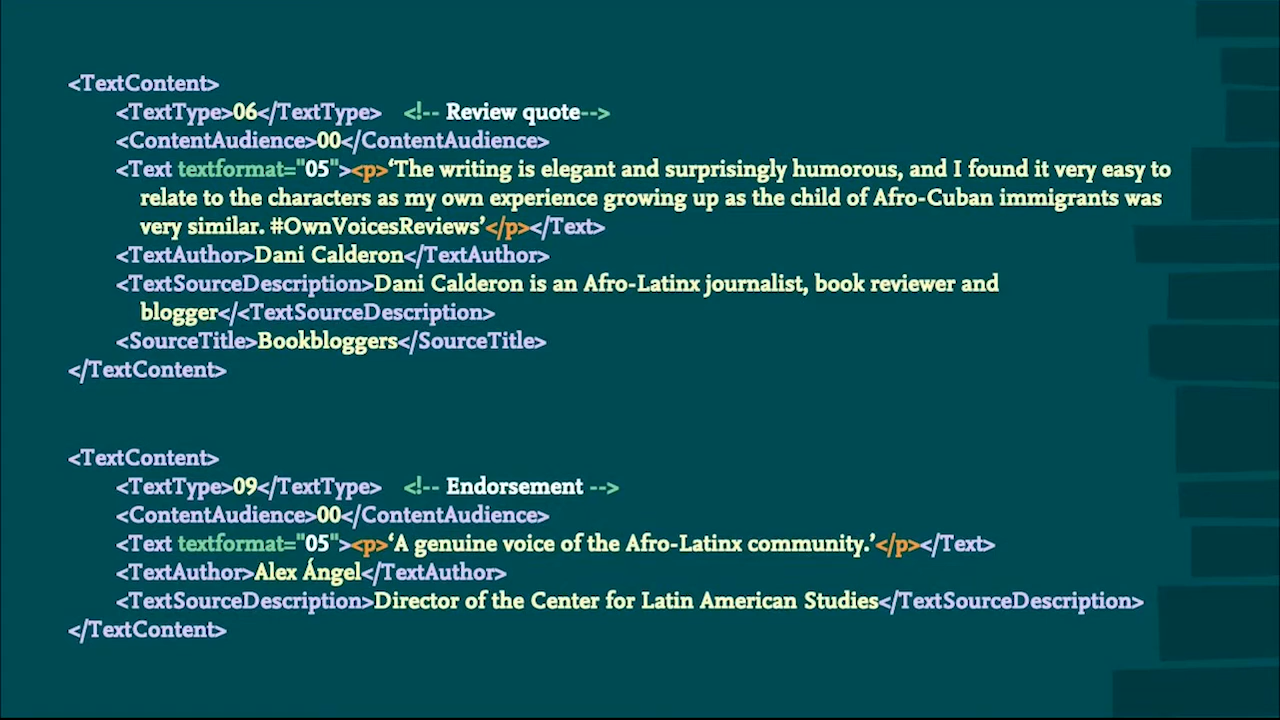 <TextContent>
<TextType>06</TextType> <!-- Review quote-->
<ContentAudience>00</ContentAudience>
<Text textformat="05"><p>‘The writing is elegant and surprisingly humorous, and I found it very easy to
relate to the characters as my own experience growing up as the child of Afro-Cuban immigrants was
very similar. #OwnVoicesReviews’</p></Text>
<TextAuthor>Dani Calderon</TextAuthor>
<TextSourceDescription>Dani Calderon is an Afro-Latinx journalist, book reviewer and
blogger</<TextSourceDescription>
<SourceTitle>Bookbloggers</SourceTitle>
</TextContent>
<TextContent>
<TextType>09</TextType> <!-- Endorsement -->
<ContentAudience>00</ContentAudience>
<Text textformat="05"><p>‘A genuine voice of the Afro-Latinx community.’</p></Text>
<TextAuthor>Alex Ángel</TextAuthor>
<TextSourceDescription>Director of the Center for Latin American Studies</TextSourceDescription>
</TextContent>